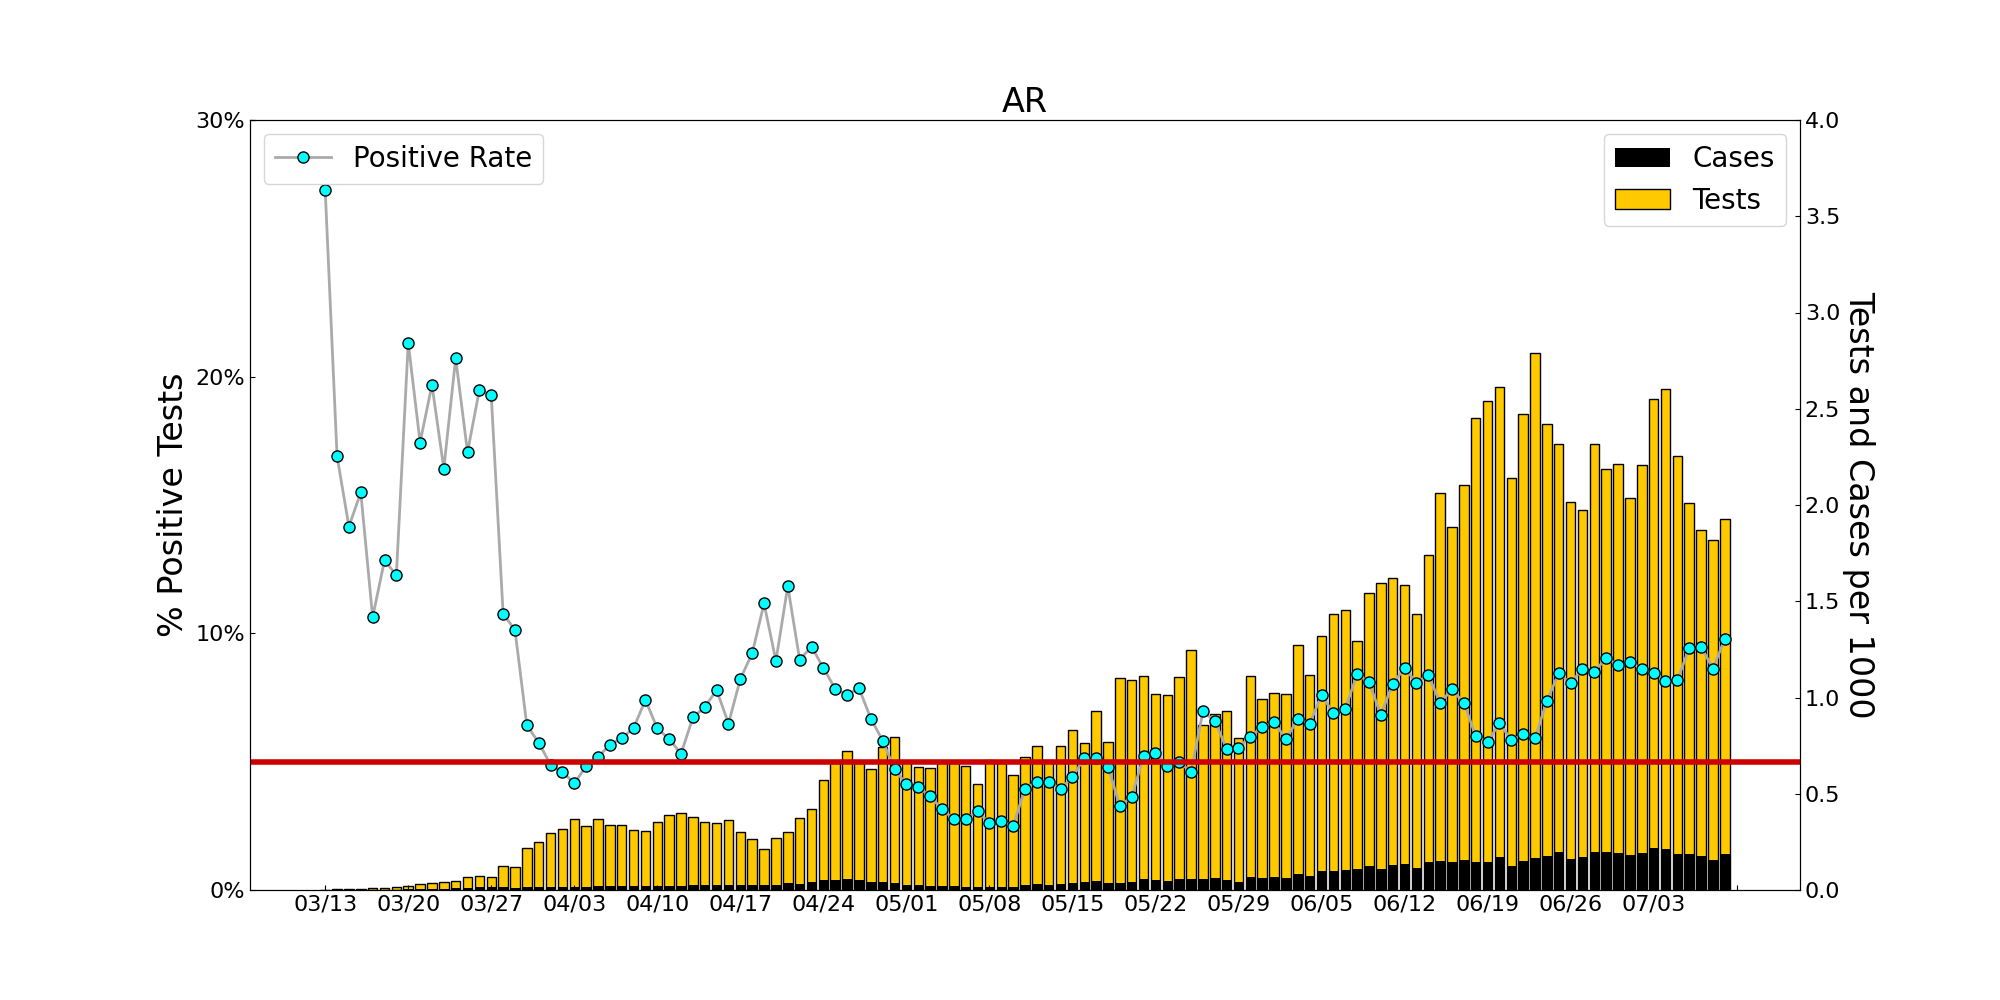 AR
Positive Rate
Cases
Tests
% Positive Tests
30%
20%
10%
0%
4.0
3.5
3.0
2.5
2.0
1.5
1.0
0.5
0.0
Tests and Cases per 1000
03/13 03/20 03/27 04/03 04/10 04/17 04/24 05/01 05/08 05/15 05/22 05/29 06/05 06/12 06/19 06/26 07/03